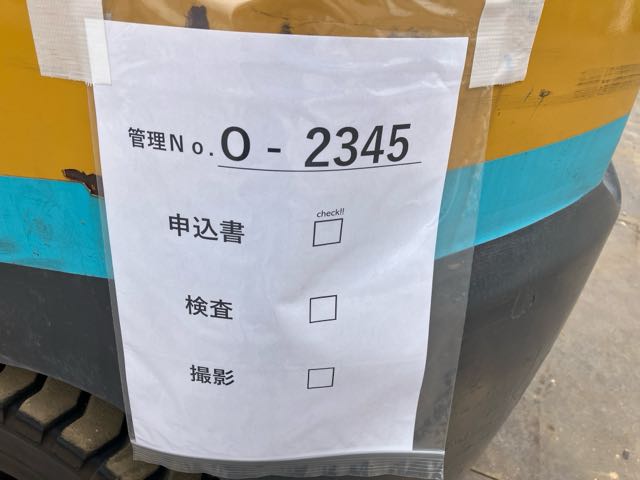 管理No. O - 2345
check!!
申込書 □
検査 □
撮影 □